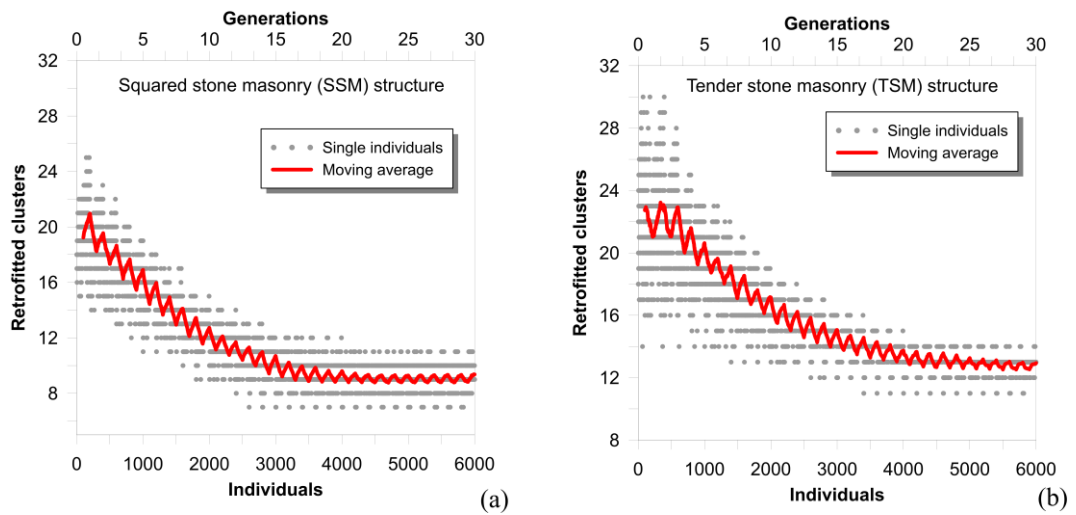 Generations
0 5 10 15 20 25 30
32
Squared stone masonry (SSM) structure
28
Single individuals
Moving average
24
20
16
12
8
Retrofitted clusters
0 1000 2000 3000 4000 5000 6000
Individuals
(a)
Generations
0 5 10 15 20 25 30
32
Tender stone masonry (TSM) structure
28
Single individuals
Moving average
24
20
16
12
8
Retrofitted clusters
0 1000 2000 3000 4000 5000 6000
Individuals
(b)